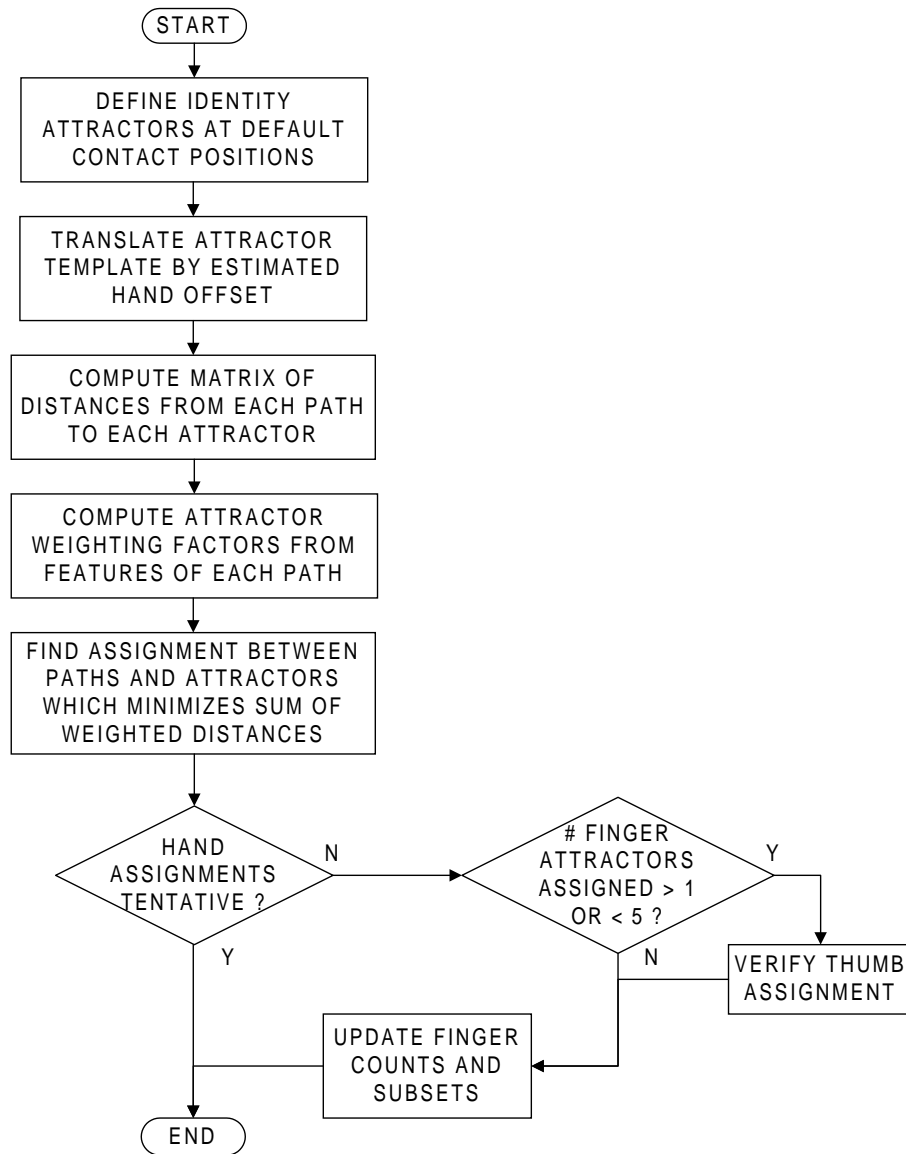 START
DEFINE IDENTITY
ATTRACTORS AT DEFAULT
CONTACT POSITIONS
TRANSLATE ATTRACTOR
TEMPLATE BY ESTIMATED
HAND OFFSET
COMPUTE MATRIX OF
DISTANCES FROM EACH PATH
TO EACH ATTRACTOR
COMPUTE ATTRACTOR
WEIGHTING FACTORS FROM
FEATURES OF EACH PATH
FIND ASSIGNMENT BETWEEN
PATHS AND ATTRACTORS
WHICH MINIMIZES SUM OF
WEIGHTED DISTANCES
HAND
ASSIGNMENTS
TENTATIVE ?
N
Y
# FINGER
ATTRACTORS
ASSIGNED > 1
OR < 5 ?
Y
N
VERIFY THUMB
ASSIGNMENT
UPDATE FINGER
COUNTS AND
SUBSETS
END